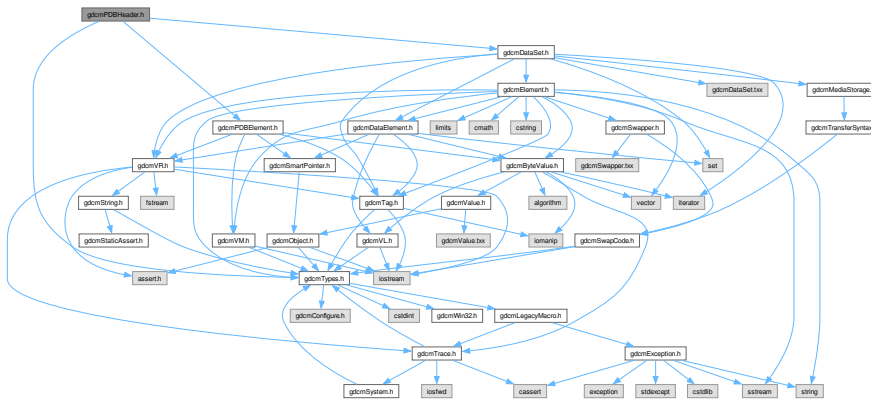 gdcmPDBHeader.h
gdcmDataSet.h
gdcmElement.h
gdcmDataSet.txx
gdcmMediaStorage.h
gdcmPDBElement.h
gdcmDataElement.h
limits
cmath
cstring
gdcmSwapper.h
gdcmTransferSyntax.h
gdcmVR.h
gdcmSmartPointer.h
gdcmByteValue.h
gdcmSwapper.txx
set
gdcmString.h
fstream
gdcmTag.h
gdcmValue.h
algorithm
vector
iterator
gdcmStaticAssert.h
gdcmVM.h
gdcmObject.h
gdcmVL.h
gdcmValue.txx
iomanip
gdcmSwapCode.h
assert.h
gdcmTypes.h
iostream
gdcmConfigure.h
cstdint
gdcmWin32.h
gdcmLegacyMacro.h
gdcmTrace.h
gdcmException.h
gdcmSystem.h
iosfwd
cassert
exception
stdexcept
cstdlib
sstream
string